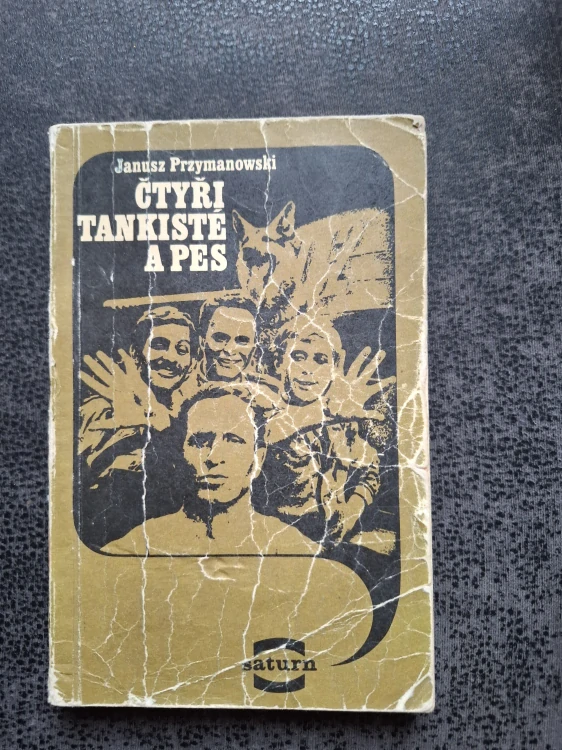 Janusz Przymanowski
ČTYŘI
TANKISTÉ
A PES
saturn